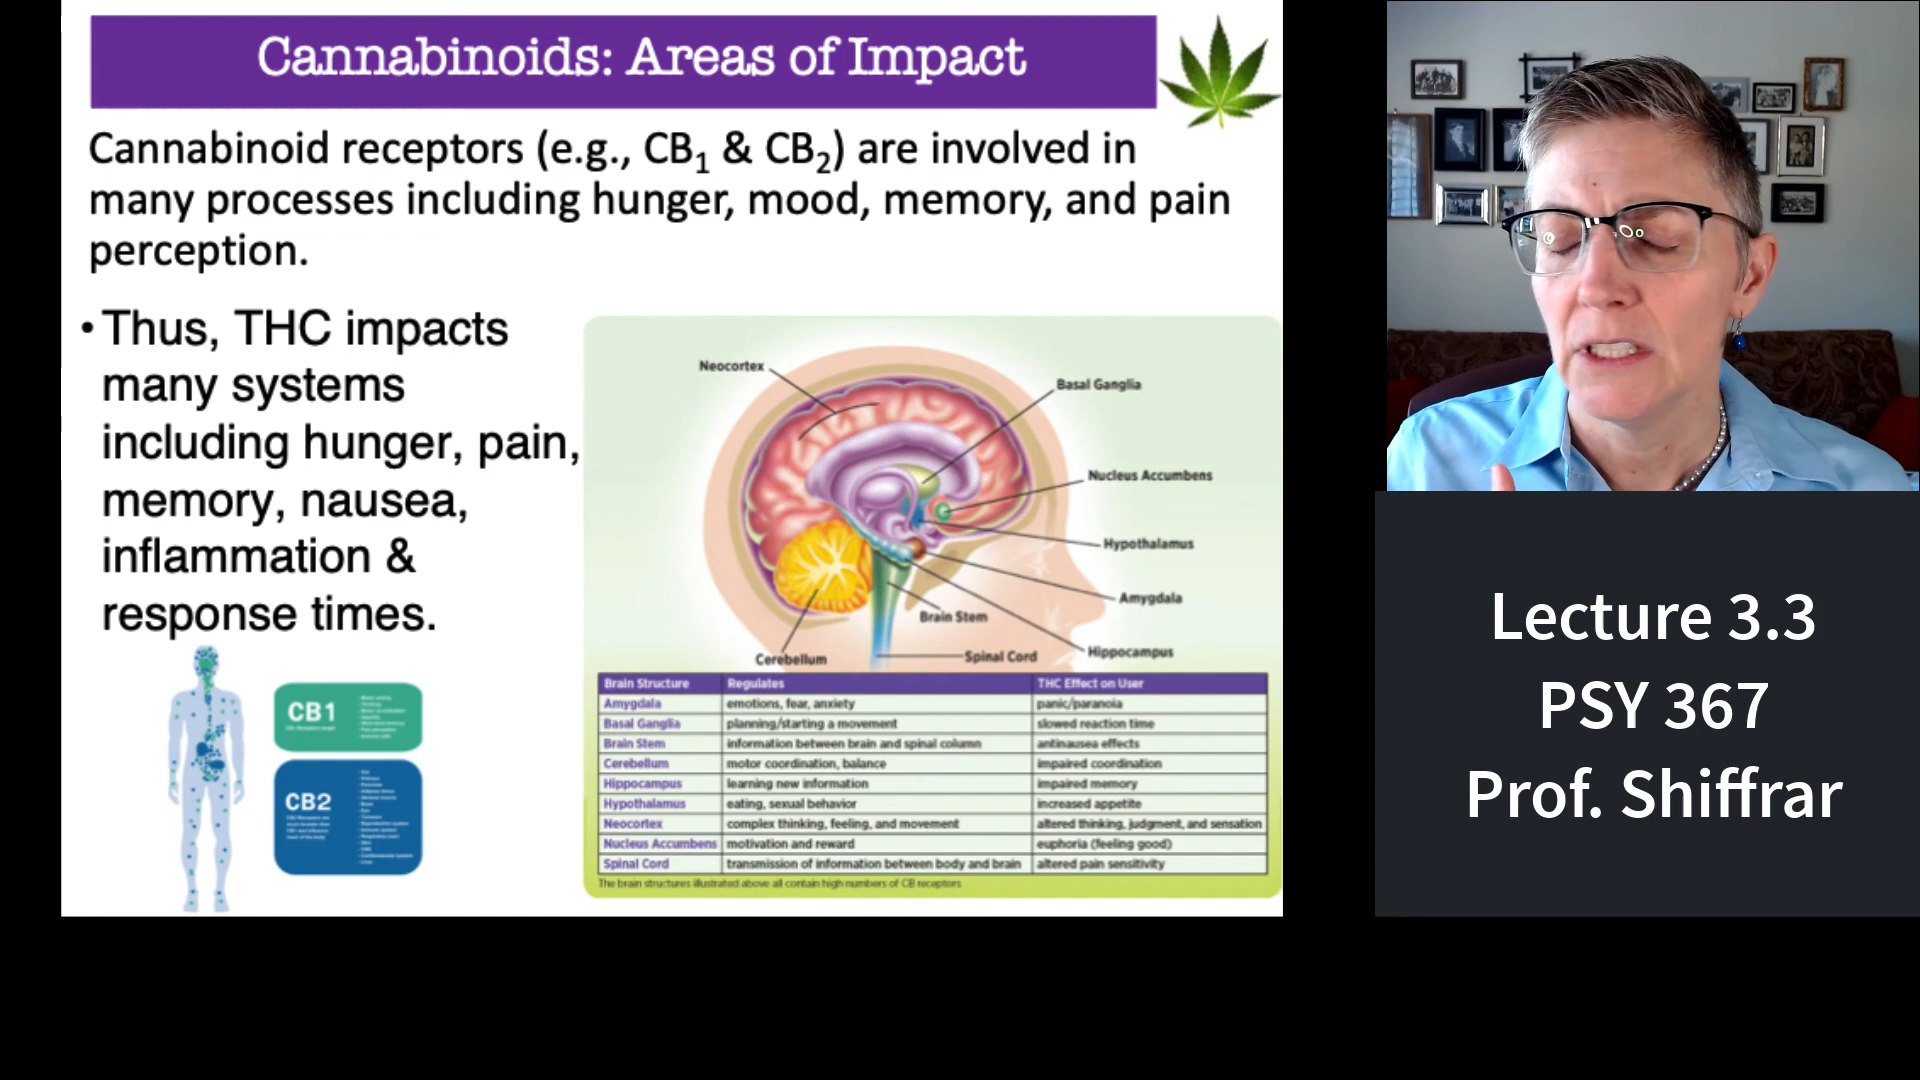 Cannabinoids: Areas of Impact
Cannabinoid receptors (e.g., CB₁ & CB₂) are involved in
many processes including hunger, mood, memory, and pain
perception.
• Thus, THC impacts
many systems
including hunger, pain,
memory, nausea,
inflammation &
response times.
CB1
CB2
Neocortex
Basal Ganglia
Nucleus Accumbens
Hypothalamus
Amygdala
Brain Stem
Hippocampus
Spinal Cord
Cerebellum
Brain Structure Regulates THC Effect on User
Amygdala emotions, fear, anxiety panic/paranoia
Basal Ganglia planning/starting a movement slowed reaction time
Brain Stem information between brain and spinal column antinausea effects
Cerebellum motor coordination, balance impaired coordination
Hippocampus learning new information impaired memory
Hypothalamus eating, sexual behavior increased appetite
Neocortex complex thinking, feeling, and movement altered thinking, judgment, and sensation
Nucleus Accumbens motivation and reward euphoria (feeling good)
Spinal Cord transmission of information between body and brain altered pain sensitivity
The brain structures illustrated above all contain high numbers of CB receptors
Lecture 3.3
PSY 367
Prof. Shiffrar